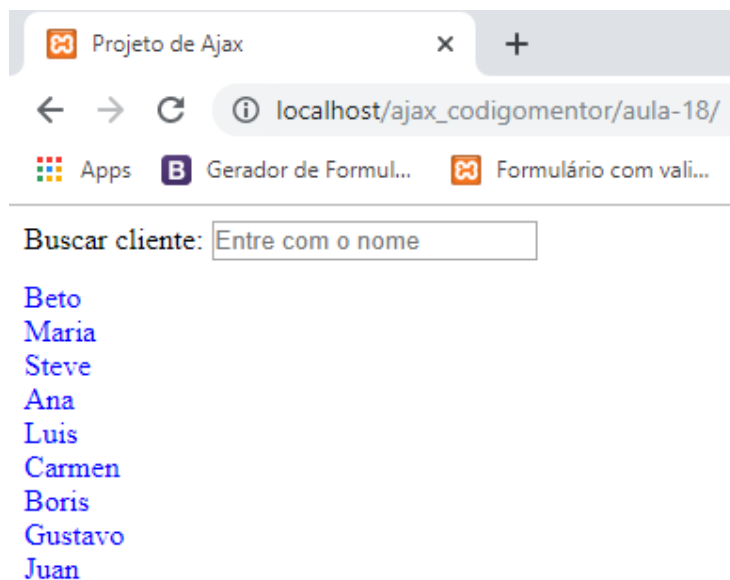 Projeto de Ajax
localhost/ajax_codigomentor/aula-18/
Apps B Gerador de Formul... Formulário com vali...
Buscar cliente: Entre com o nome
Beto
Maria
Steve
Ana
Luis
Carmen
Boris
Gustavo
Juan